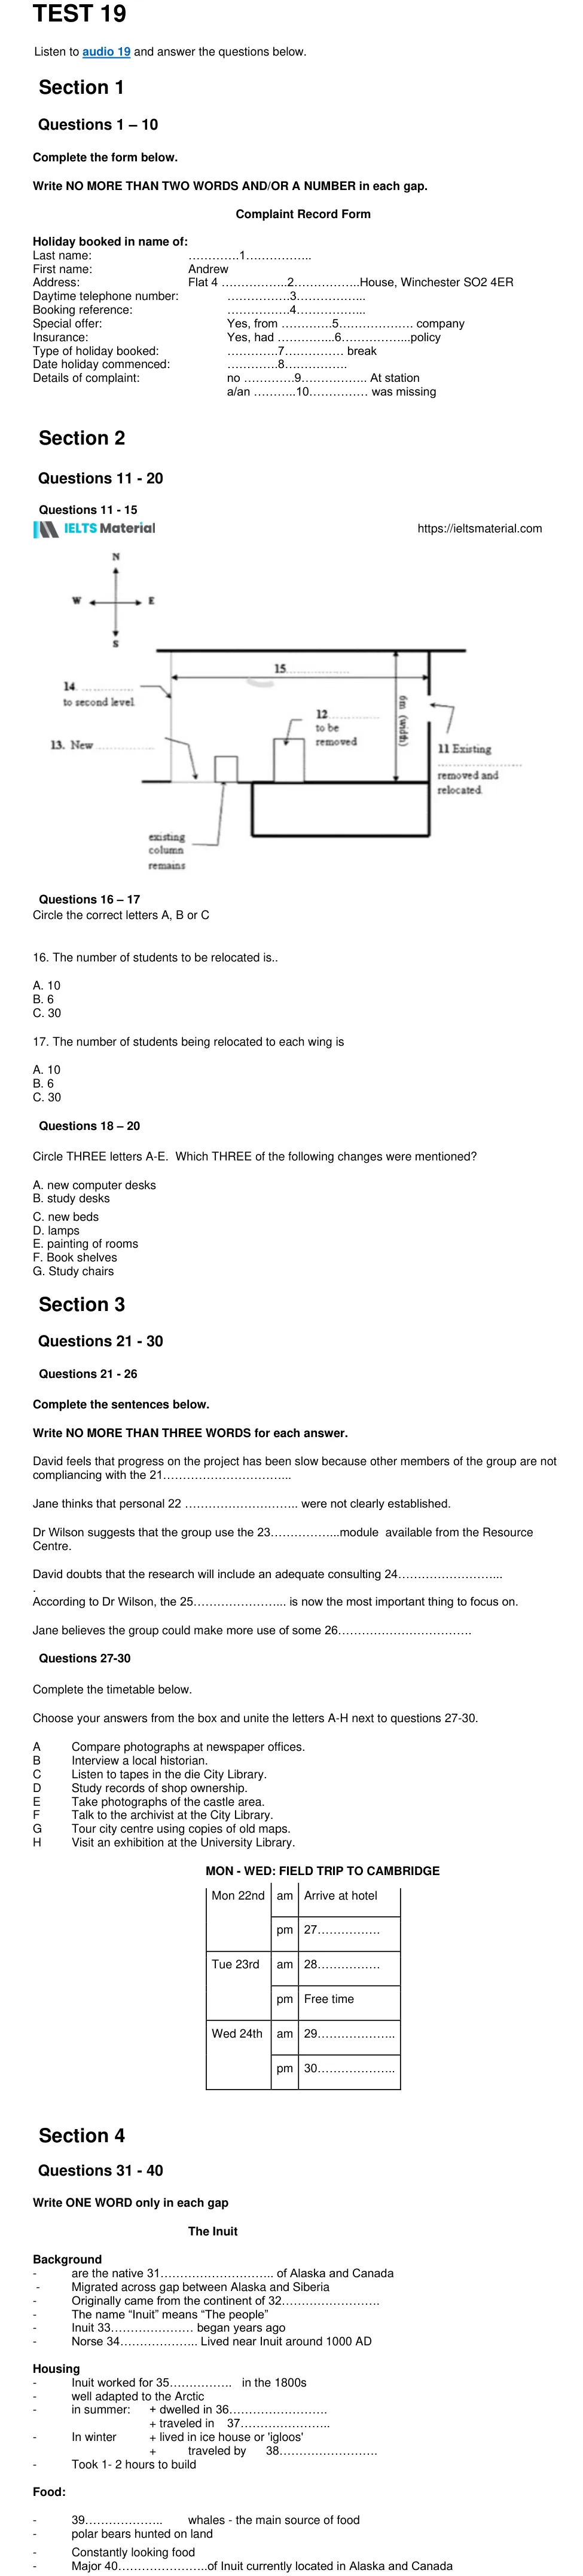 TEST 19
Listen to audio 19 and answer the questions below.
Section 1
Questions 1 – 10
Complete the form below.
Write NO MORE THAN TWO WORDS AND/OR A NUMBER in each gap.
Complaint Record Form
Holiday booked in name of:
Last name: …………1……………..
First name: Andrew
Address: Flat 4 ……………..2……………..House, Winchester SO2 4ER
Daytime telephone number: …………….3……………...
Booking reference: …………….4……………...
Special offer: Yes, from ………….5………………. company
Insurance: Yes, had …………...6……………...policy
Type of holiday booked: ………….7…………… break
Date holiday commenced: ………….8…………….
Details of complaint: no ………….9…………….. At station
a/an ………..10…………… was missing
Section 2
Questions 11 - 20
Questions 11 - 15
IELTS Material https://ieltsmaterial.com
N
W E
S
15
14
to second level
12
to be
removed
6m (width)
13. New
11 Existing
removed and
relocated
existing
column
remains
Questions 16 – 17
Circle the correct letters A, B or C
16. The number of students to be relocated is..
A. 10
B. 6
C. 30
17. The number of students being relocated to each wing is
A. 10
B. 6
C. 30
Questions 18 – 20
Circle THREE letters A-E. Which THREE of the following changes were mentioned?
A. new computer desks
B. study desks
C. new beds
D. lamps
E. painting of rooms
F. Book shelves
G. Study chairs
Section 3
Questions 21 - 30
Questions 21 - 26
Complete the sentences below.
Write NO MORE THAN THREE WORDS for each answer.
David feels that progress on the project has been slow because other members of the group are not
compliancing with the 21…………………………...
Jane thinks that personal 22 ……………………….. were not clearly established.
Dr Wilson suggests that the group use the 23……………...module available from the Resource
Centre.
David doubts that the research will include an adequate consulting 24……………………...
.
According to Dr Wilson, the 25…………………... is now the most important thing to focus on.
Jane believes the group could make more use of some 26…………………………….
Questions 27-30
Complete the timetable below.
Choose your answers from the box and unite the letters A-H next to questions 27-30.
A Compare photographs at newspaper offices.
B Interview a local historian.
C Listen to tapes in the die City Library.
D Study records of shop ownership.
E Take photographs of the castle area.
F Talk to the archivist at the City Library.
G Tour city centre using copies of old maps.
H Visit an exhibition at the University Library.
MON - WED: FIELD TRIP TO CAMBRIDGE
Mon 22nd am Arrive at hotel
pm 27…………….
Tue 23rd am 28…………….
pm Free time
Wed 24th am 29………………..
pm 30………………..
Section 4
Questions 31 - 40
Write ONE WORD only in each gap
The Inuit
Background
- are the native 31……………………….. of Alaska and Canada
- Migrated across gap between Alaska and Siberia
- Originally came from the continent of 32…………………….
- The name “Inuit” means “The people”
- Inuit 33………………… began years ago
- Norse 34……………….. Lived near Inuit around 1000 AD
Housing
- Inuit worked for 35……………. in the 1800s
- well adapted to the Arctic
- in summer: + dwelled in 36…………………….
+ traveled in 37…………………..
- In winter + lived in ice house or 'igloos'
+ traveled by 38…………………….
- Took 1- 2 hours to build
Food:
- 39……………….. whales - the main source of food
- polar bears hunted on land
- Constantly looking food
- Major 40…………………..of Inuit currently located in Alaska and Canada